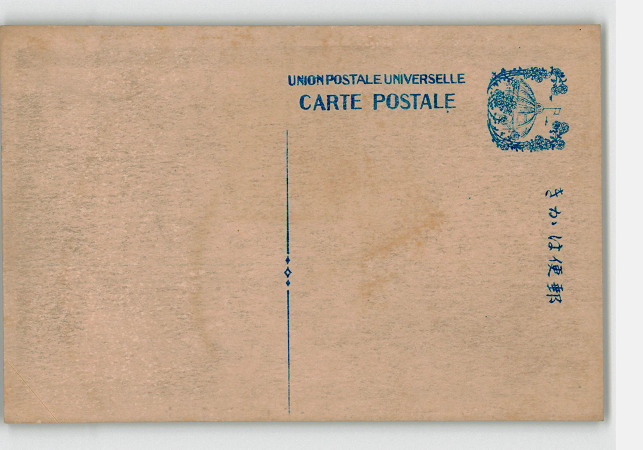 UNION POSTALE UNIVERSELLE
CARTE POSTALE
郵便はかき